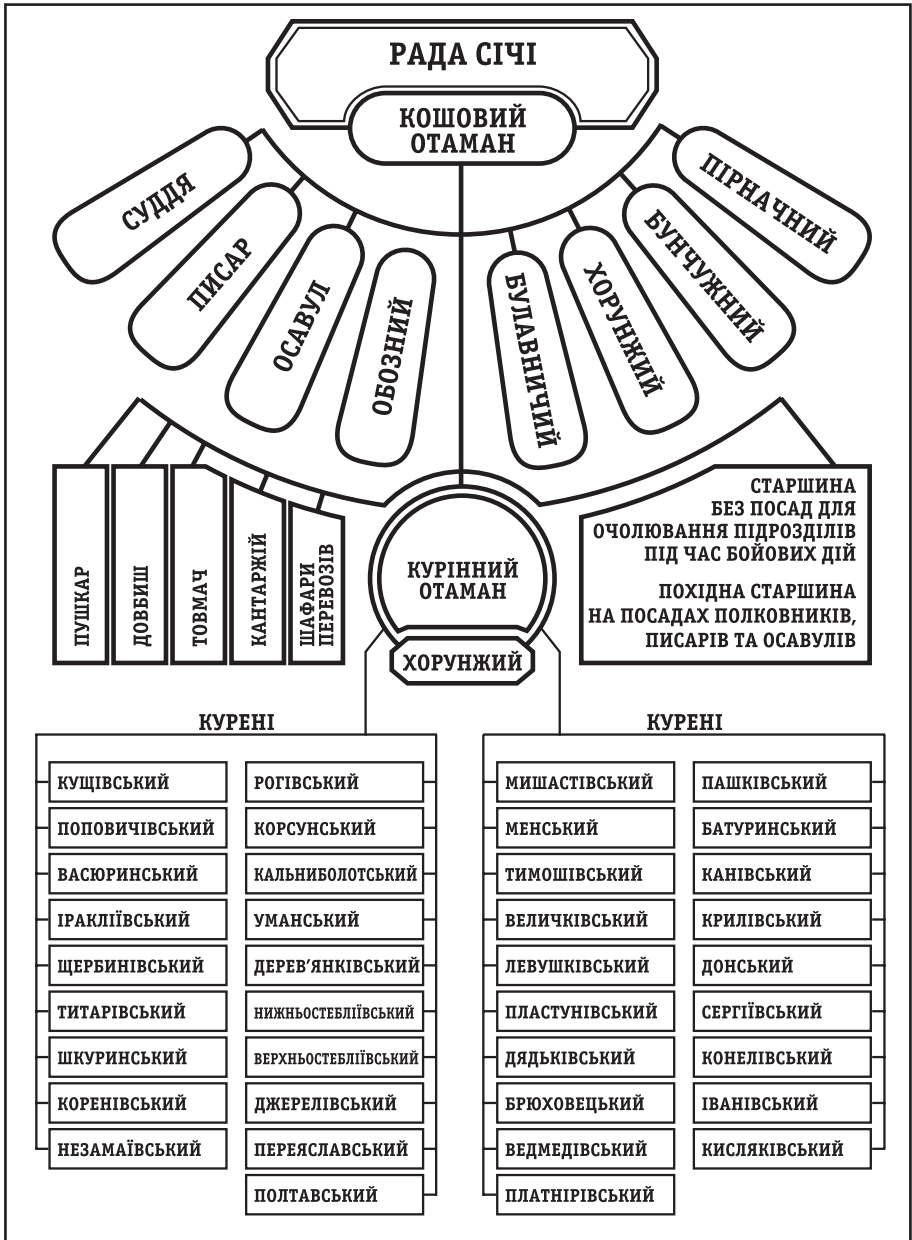 РАДА СІЧІ
КОШОВИЙ
ОТАМАН
СУДДЯ
ПИСАР
ОСАВУЛ
ОБОЗНИЙ
БУЛАВНИЧИЙ
ХОРУНЖИЙ
БУНЧУЖНИЙ
ПІРНАЧНИЙ
ПУШКАР
ДОВБИШ
ТОВМАЧ
КАНТАРЖІЙ
ШАФАРИ
ПЕРЕВОЗІВ
КУРІННИЙ
ОТАМАН
ХОРУНЖИЙ
СТАРШИНА
БЕЗ ПОСАД ДЛЯ
ОЧОЛЮВАННЯ ПІДРОЗДІЛІВ
ПІД ЧАС БОЙОВИХ ДІЙ
ПОХІДНА СТАРШИНА
НА ПОСАДАХ ПОЛКОВНИКІВ,
ПИСАРІВ ТА ОСАВУЛІВ
КУРЕНІ
КУЩІВСЬКИЙ
ПОПОВИЧІВСЬКИЙ
ВАСЮРИНСЬКИЙ
ІРАКЛІЇВСЬКИЙ
ЩЕРБИНІВСЬКИЙ
ТИТАРІВСЬКИЙ
ШКУРИНСЬКИЙ
КОРЕНІВСЬКИЙ
НЕЗАМАЇВСЬКИЙ
РОГІВСЬКИЙ
КОРСУНСЬКИЙ
КАЛЬНИБОЛОТСЬКИЙ
УМАНСЬКИЙ
ДЕРЕВ’ЯНКІВСЬКИЙ
НИЖНЬОСТЕБЛІЇВСЬКИЙ
ВЕРХНЬОСТЕБЛІЇВСЬКИЙ
ДЖЕРЕЛІВСЬКИЙ
ПЕРЕЯСЛАВСЬКИЙ
ПОЛТАВСЬКИЙ
КУРЕНІ
МИШАСТІВСЬКИЙ
МЕНСЬКИЙ
ТИМОШІВСЬКИЙ
ВЕЛИЧКІВСЬКИЙ
ЛЕВУШКІВСЬКИЙ
ПЛАСТУНІВСЬКИЙ
ДЯДЬКІВСЬКИЙ
БРЮХОВЕЦЬКИЙ
ВЕДМЕДІВСЬКИЙ
ПЛАТНІРІВСЬКИЙ
ПАШКІВСЬКИЙ
БАТУРИНСЬКИЙ
КАНІВСЬКИЙ
КРИЛІВСЬКИЙ
ДОНСЬКИЙ
СЕРГІЇВСЬКИЙ
КОНЕЛІВСЬКИЙ
ІВАНІВСЬКИЙ
КИСЛЯКІВСЬКИЙ